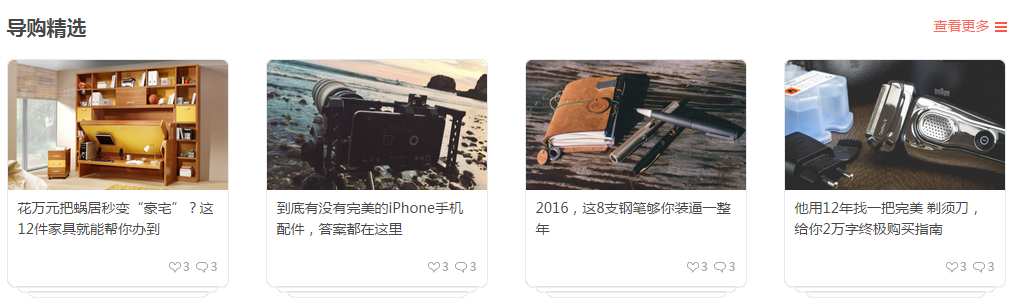 导购精选
查看更多
花万元把蜗居秒变“豪宅”？这
12件家具就能帮你办到
3 3
到底有没有完美的iPhone手机
配件，答案都在这里
3 3
2016，这8支钢笔够你装逼一整
年
3 3
BRAUN
他用12年找一把完美 剃须刀，
给你2万字终极购买指南
3 3